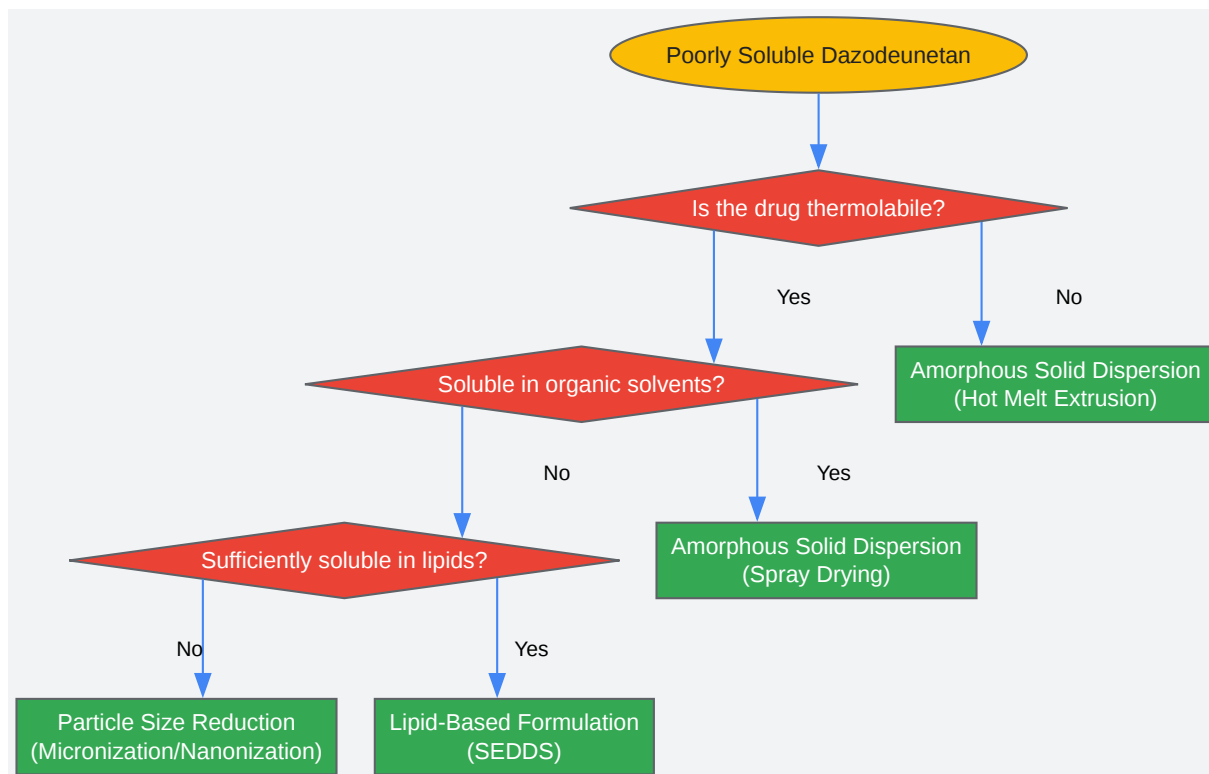 Poorly Soluble Dazodeunetan
Is the drug thermolabile?
Yes
No
Soluble in organic solvents?
Amorphous Solid Dispersion
(Hot Melt Extrusion)
No
Yes
Sufficiently soluble in lipids?
Amorphous Solid Dispersion
(Spray Drying)
No
Yes
Particle Size Reduction
(Micronization/Nanonization)
Lipid-Based Formulation
(SEDDS)